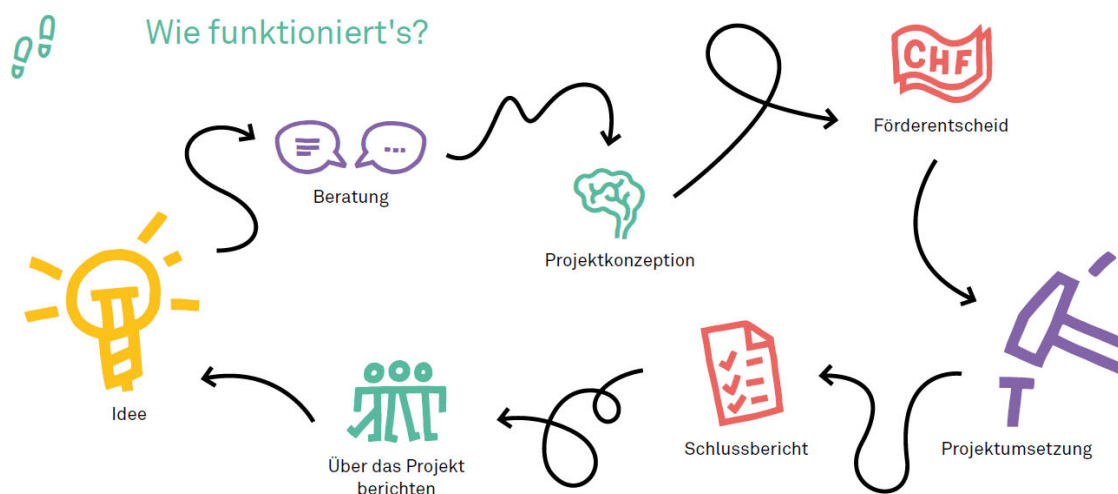 Wie funktioniert's?
CHF
Förderentscheid
Beratung
Projektkonzeption
Idee
Über das Projekt
berichten
Schlussbericht
Projektumsetzung